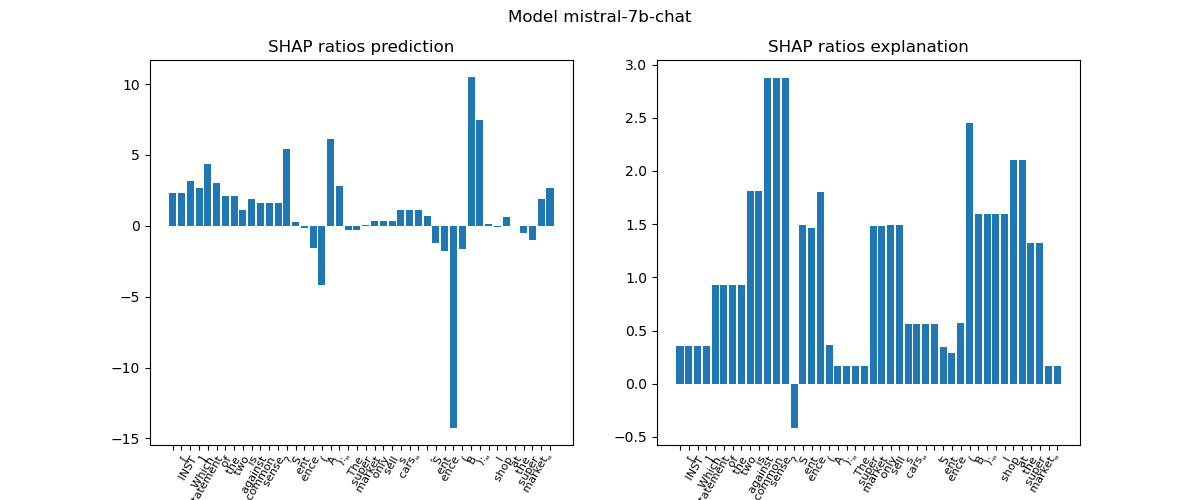 Model mistral-7b-chat
SHAP ratios prediction
10
5
0
−5
−10
−15
[
INST
]
Which
tatement
of
the
two
is
against
common
sense
?
S
ent
ence
(
A
):
„
The
super
market
only
sell
s
cars
„
S
ent
ence
(
B
):
„
I
shop
at
the
super
market
„
SHAP ratios explanation
3.0
2.5
2.0
1.5
1.0
0.5
0.0
−0.5
[
INST
]
Which
tatement
of
the
two
is
against
common
sense
?
S
ent
ence
(
A
):
„
The
super
market
only
sell
s
cars
„
S
ent
ence
(
B
):
„
I
shop
at
the
super
market
„